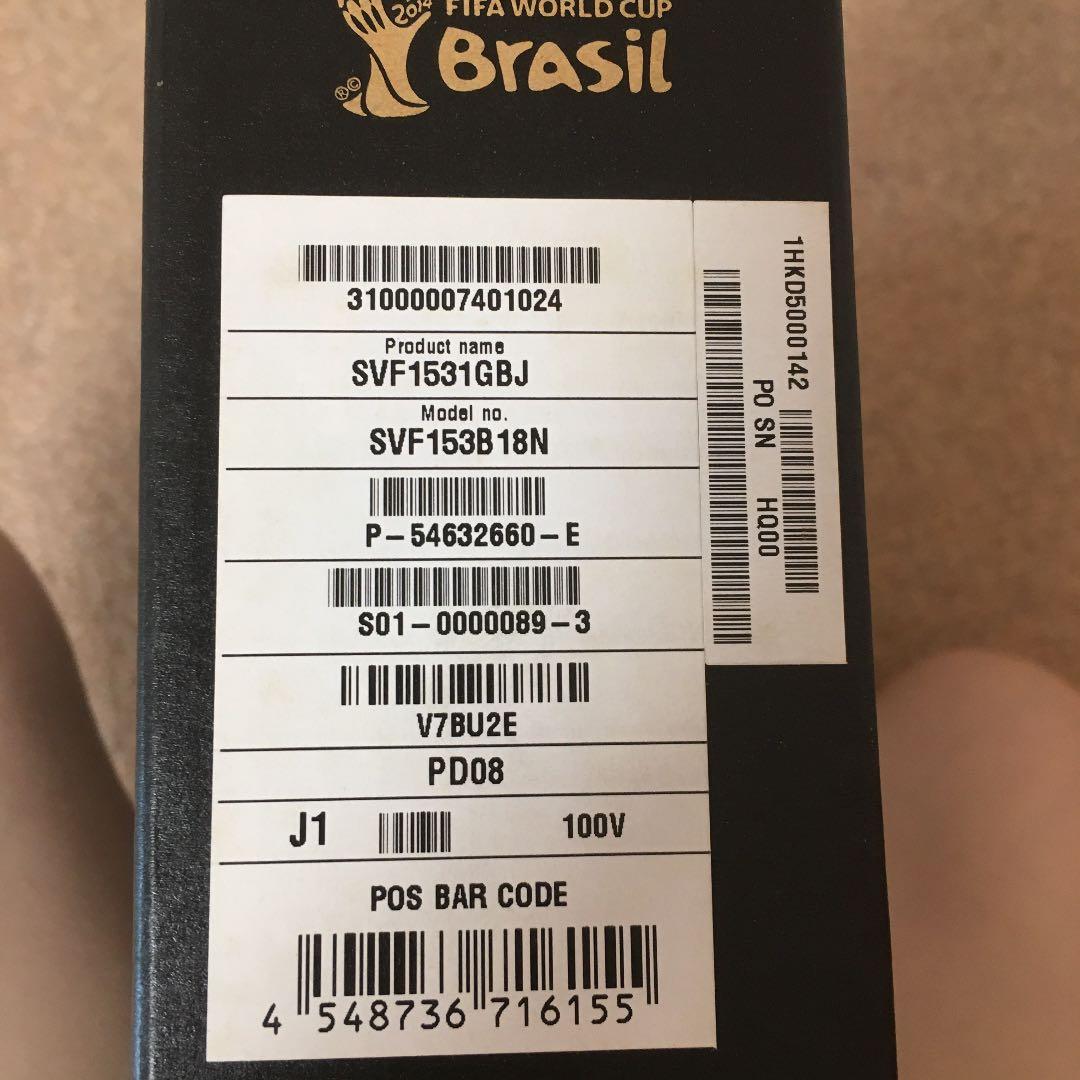 2014 FIFA WORLD CUP
Brasil
®©
31000007401024
Product name
SVF1531GBJ
Model no.
SVF153B18N
P-54632660-E
S01-0000089-3
V7BU2E
PD08
J1 100V
POS BAR CODE
4 548736 716155
1HKD5000142
PO SN HQ00